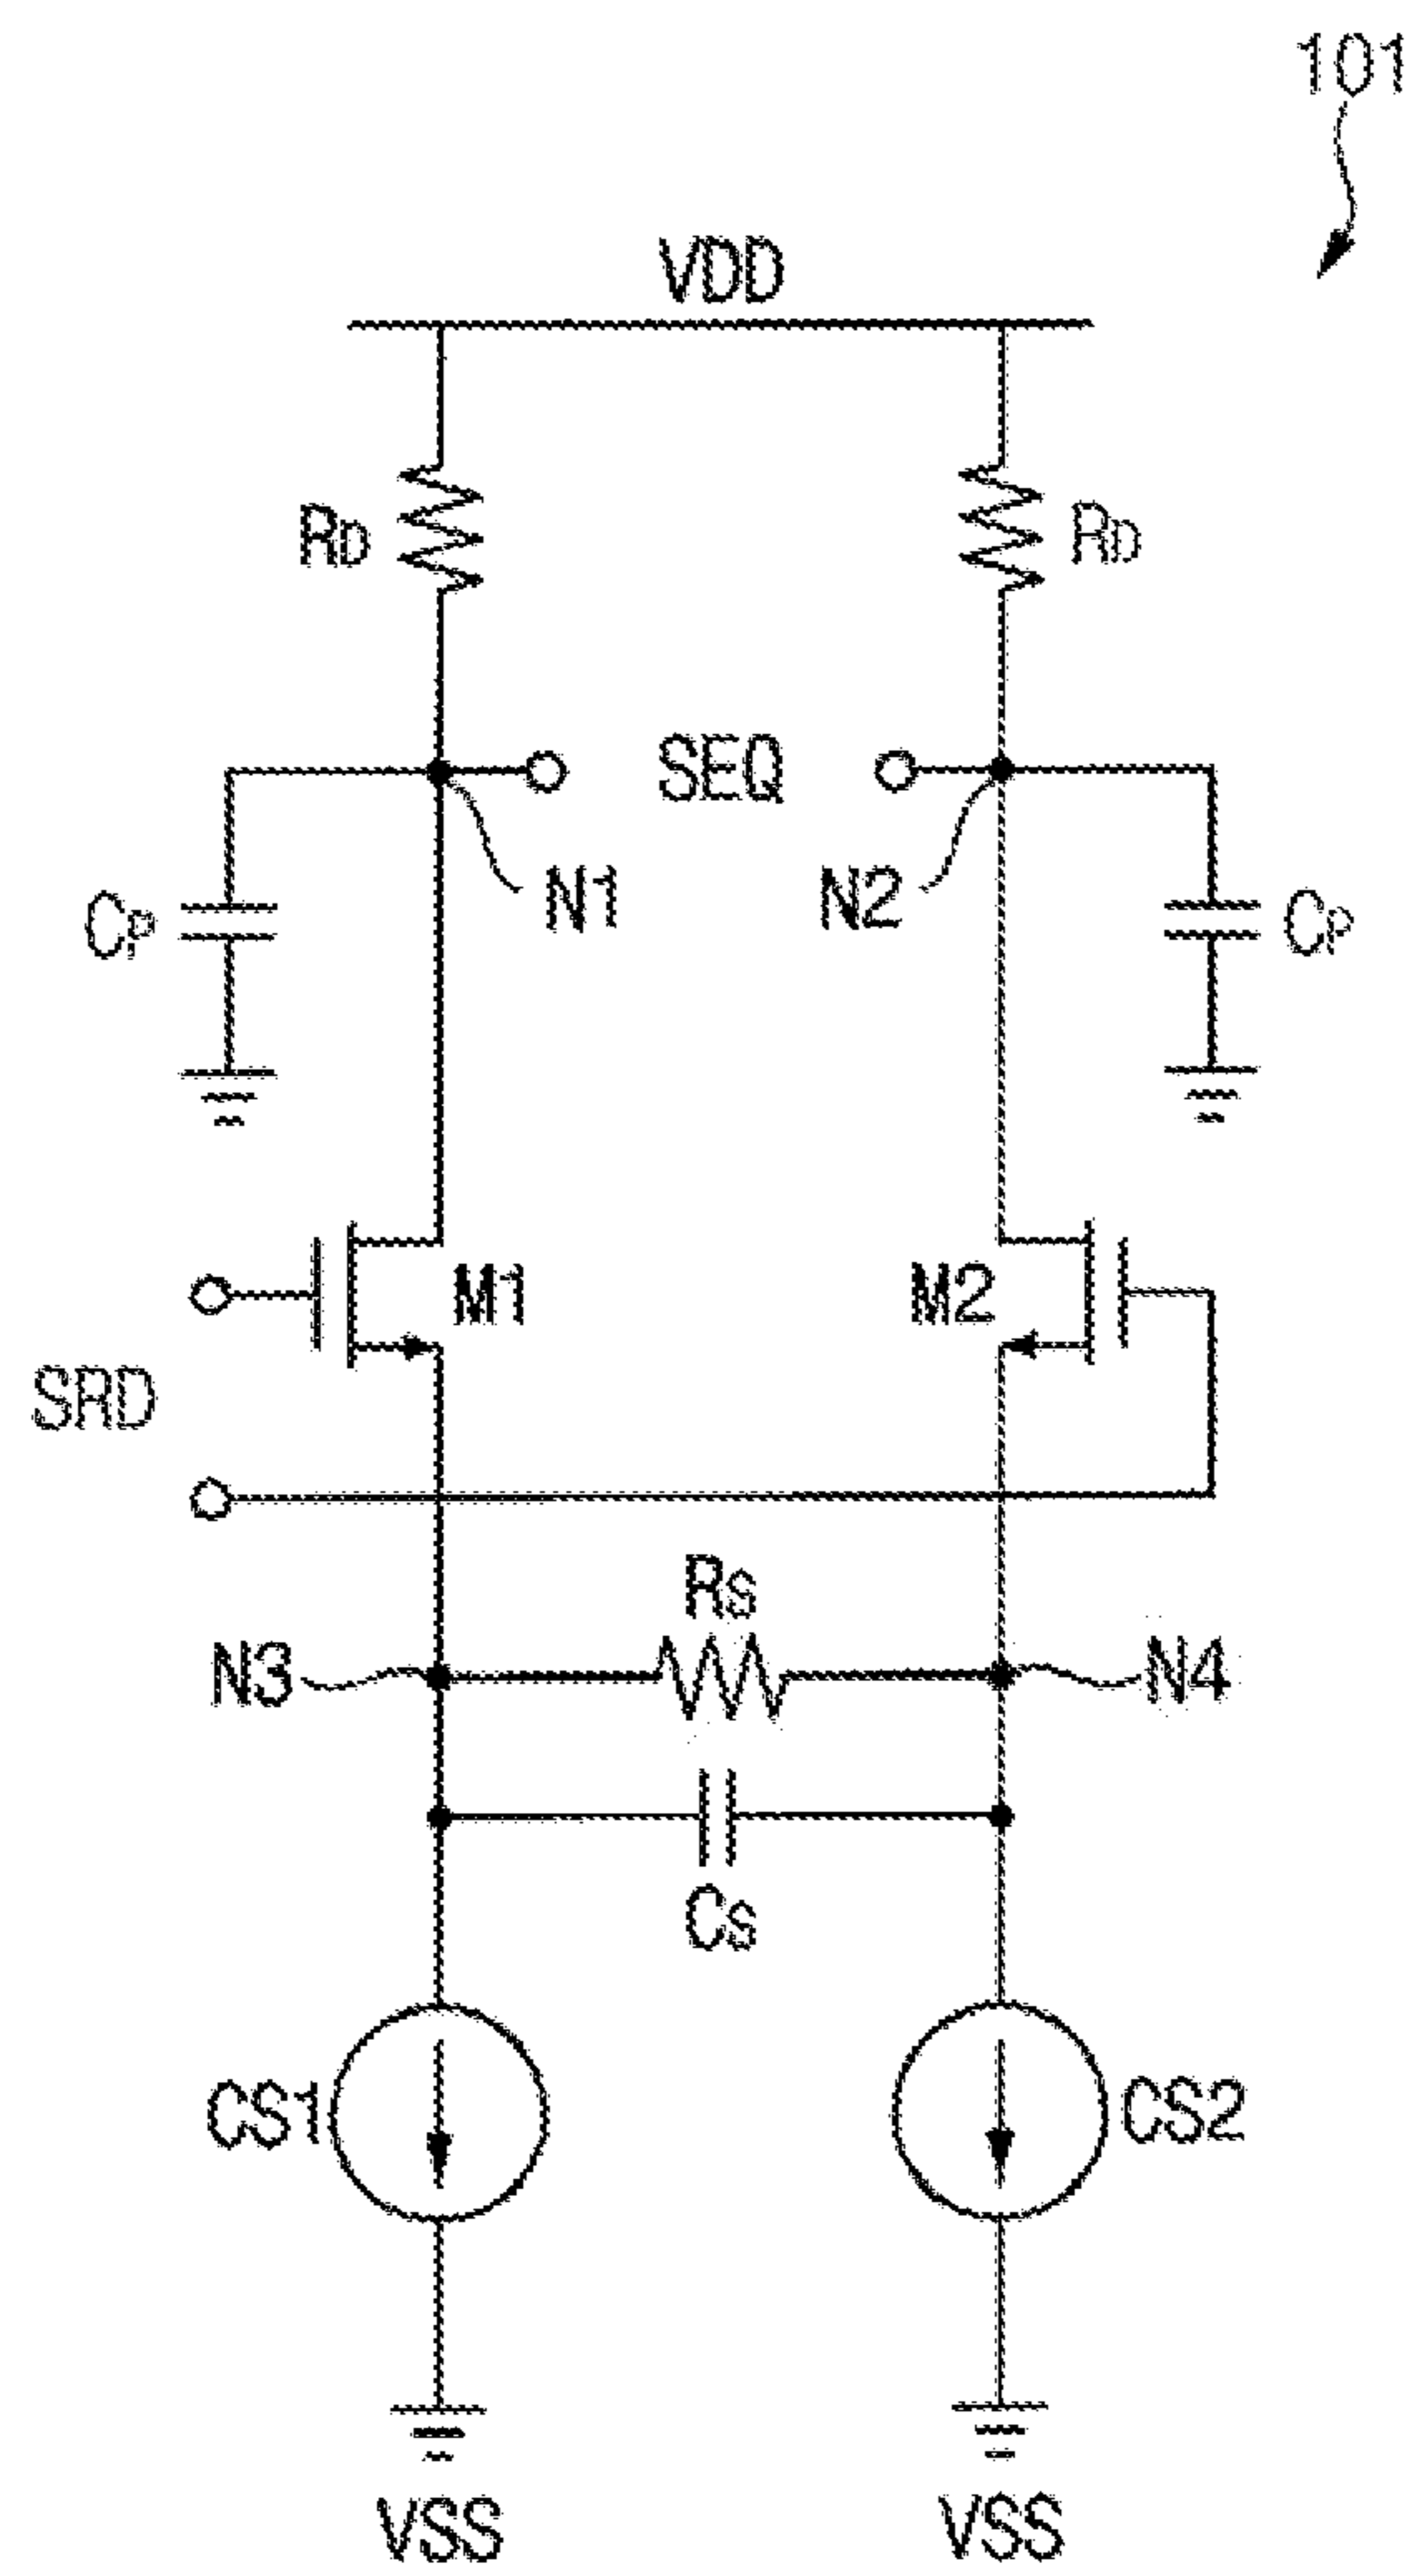 101
VDD
RD RD
SEQ
N1 N2
CP CP
M1 M2
SRD
RS
N3 N4
CS
CS1 CS2
VSS VSS